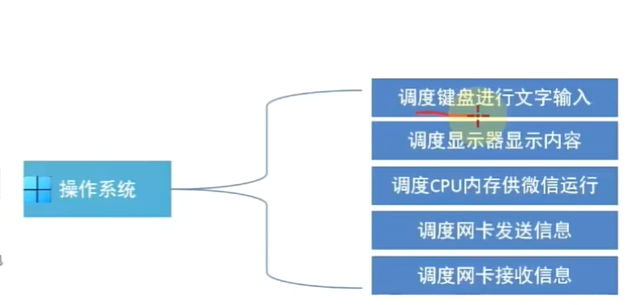 调度键盘进行文字输入
调度显示器显示内容
操作系统
调度CPU内存供微信运行
调度网卡发送信息
调度网卡接收信息